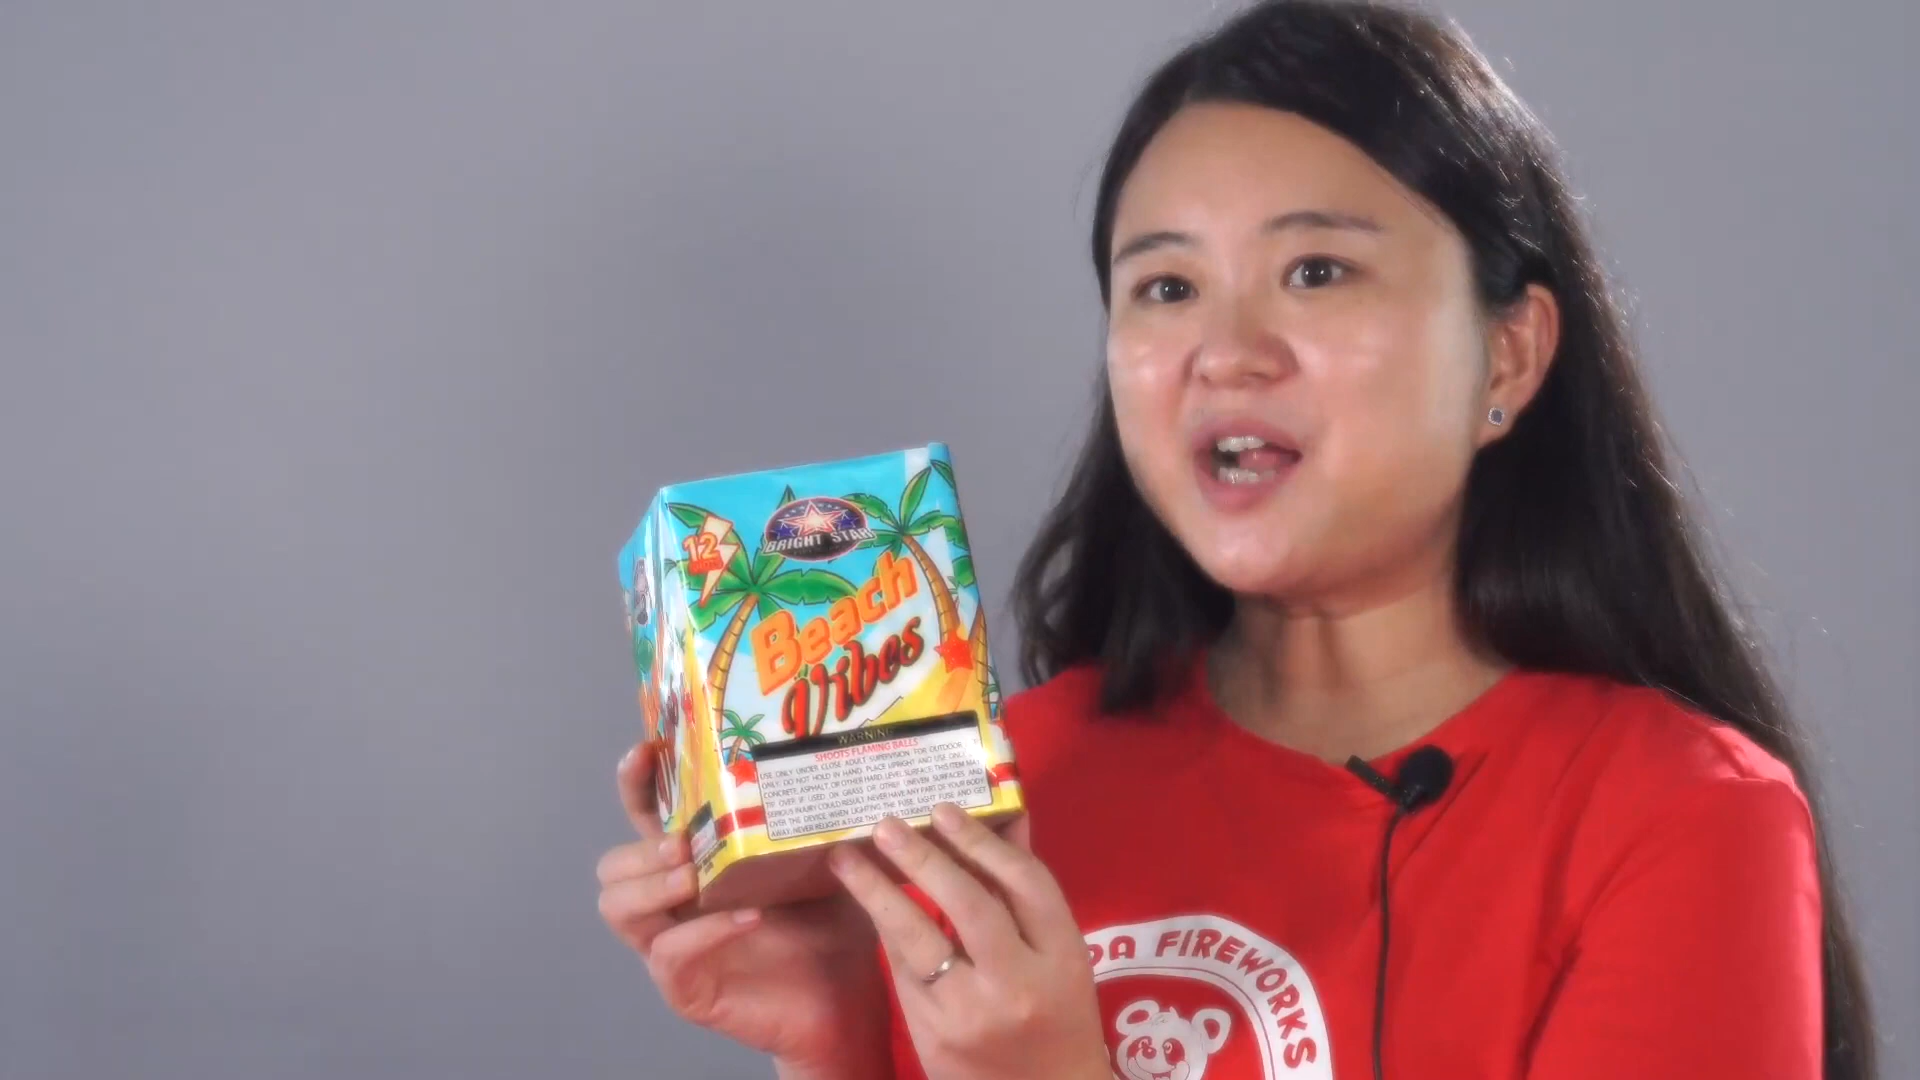 12
BRIGHT STAR
Beach
Vibes
WARNING
SHOOTS FLAMING BALLS
USE ONLY UNDER CLOSE ADULT SUPERVISION. FOR OUTDOOR
ONLY. DO NOT HOLD IN HAND. PLACE UPRIGHT AND USE ONLY
CONCRETE, ASPHALT, OR OTHER HARD, LEVEL SURFACE. THIS ITEM MAY
TIP OVER IF USED ON GRASS OR OTHER UNEVEN SURFACES, AND
SERIOUS INJURY COULD RESULT. NEVER HAVE ANY PART OF YOUR BODY
OVER THE DEVICE. WHEN LIGHTING THE FUSE. LIGHT FUSE AND GET
AWAY. NEVER RELIGHT A FUSE THAT FAILS TO IGNITE
DA FIREWORKS